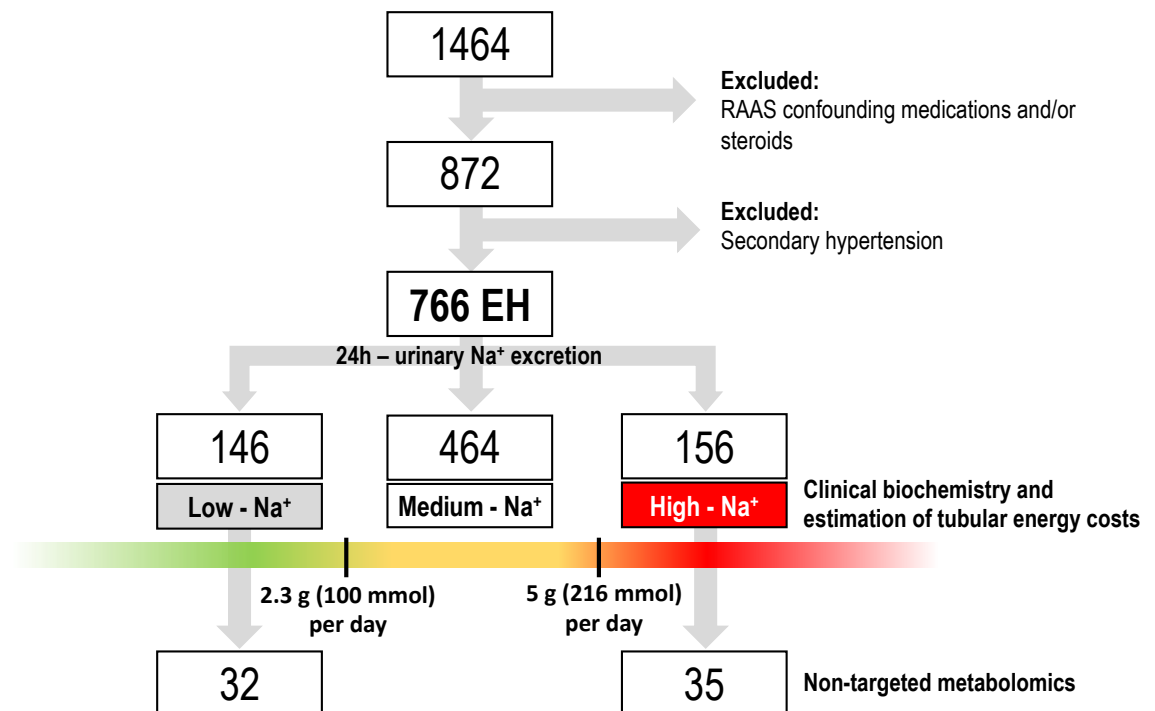 1464
Excluded:
RAAS confounding medications and/or
steroids
872
Excluded:
Secondary hypertension
766 EH
24h – urinary Na⁺ excretion
146
464
156
Low - Na⁺
Medium - Na⁺
High - Na⁺
Clinical biochemistry and
estimation of tubular energy costs
2.3 g (100 mmol)
per day
5 g (216 mmol)
per day
32
35
Non-targeted metabolomics